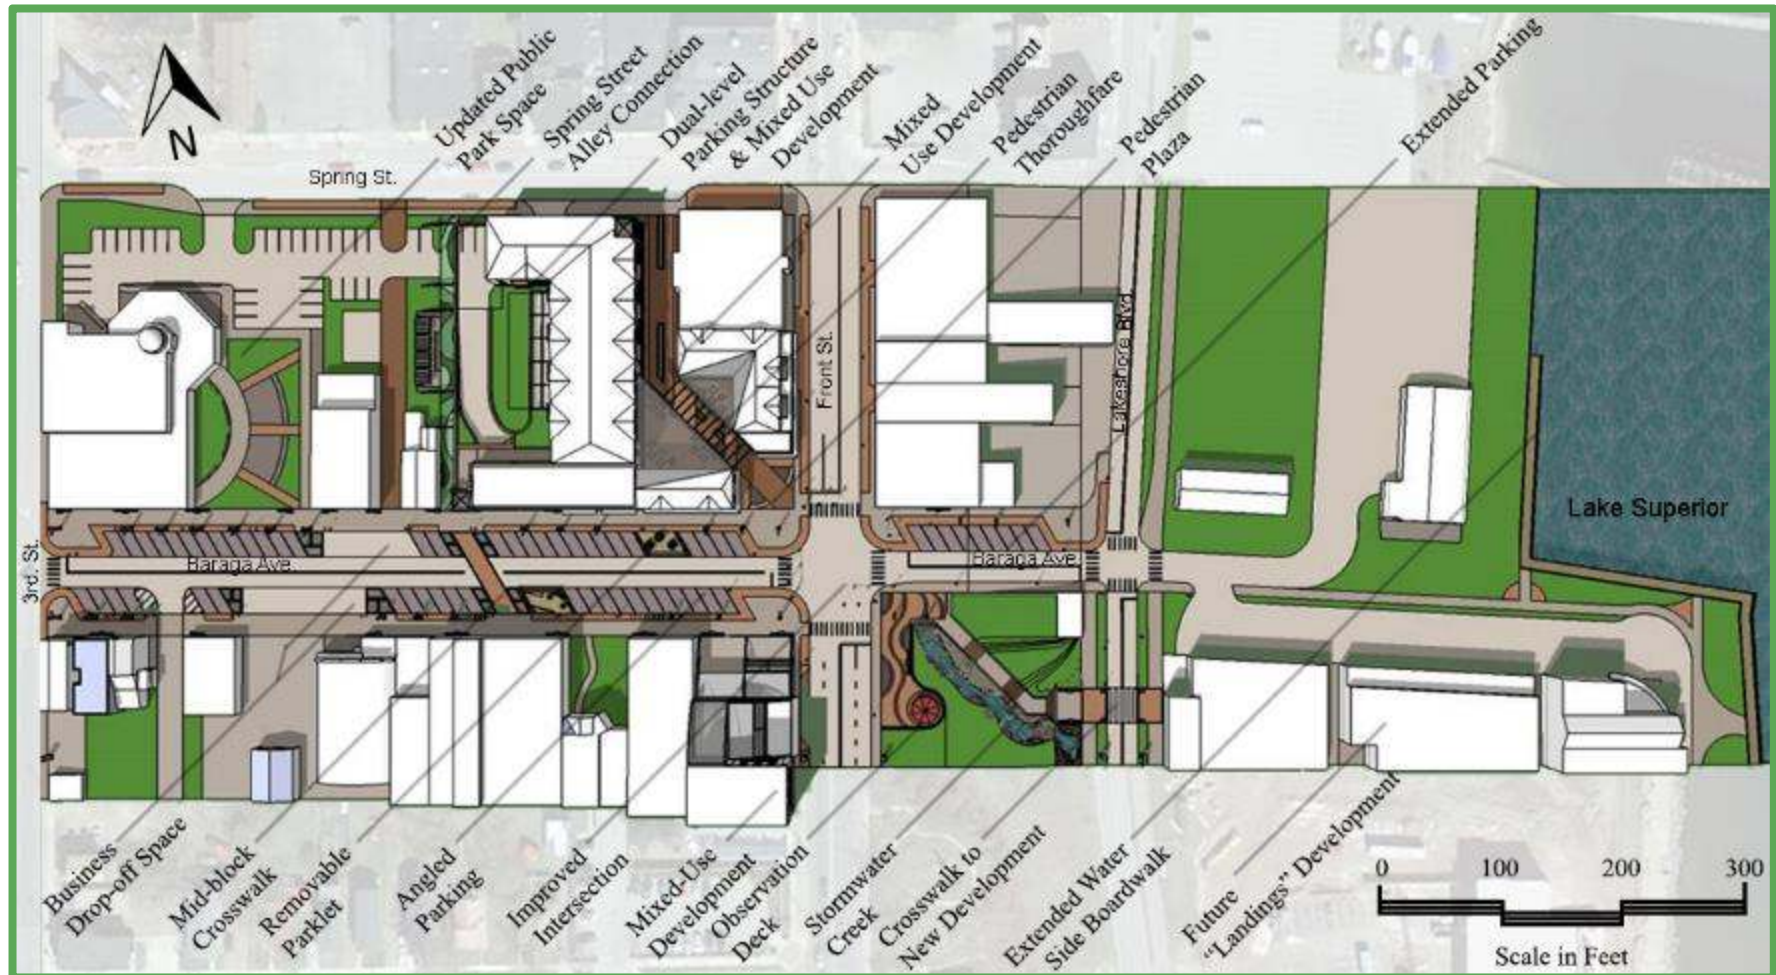 Updated Public
Park Space
Spring Street
Alley Connection
Dual-level
Parking Structure
& Mixed Use
Development
Mixed
Use Development
Pedestrian
Thoroughfare
Pedestrian
Plaza
Extended Parking
N
Spring St.
Front St.
Lakeshore Blvd.
Lake Superior
3rd. St.
Baraga Ave.
Baraga Ave.
Business
Drop-off Space
Mid-block
Crosswalk
Removable
Parklet
Angled
Parking
Improved
Intersection
Mixed-Use
Development
Observation
Deck
Stormwater
Creek
Crosswalk to
New Development
Extended Water
Side Boardwalk
Future
“Landings” Development
0 100 200 300
Scale in Feet